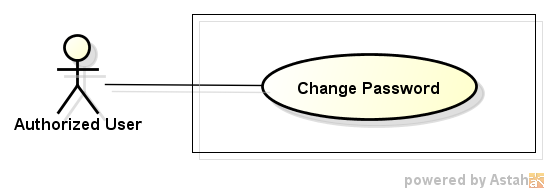 Change Password
Authorized User
powered by Astah